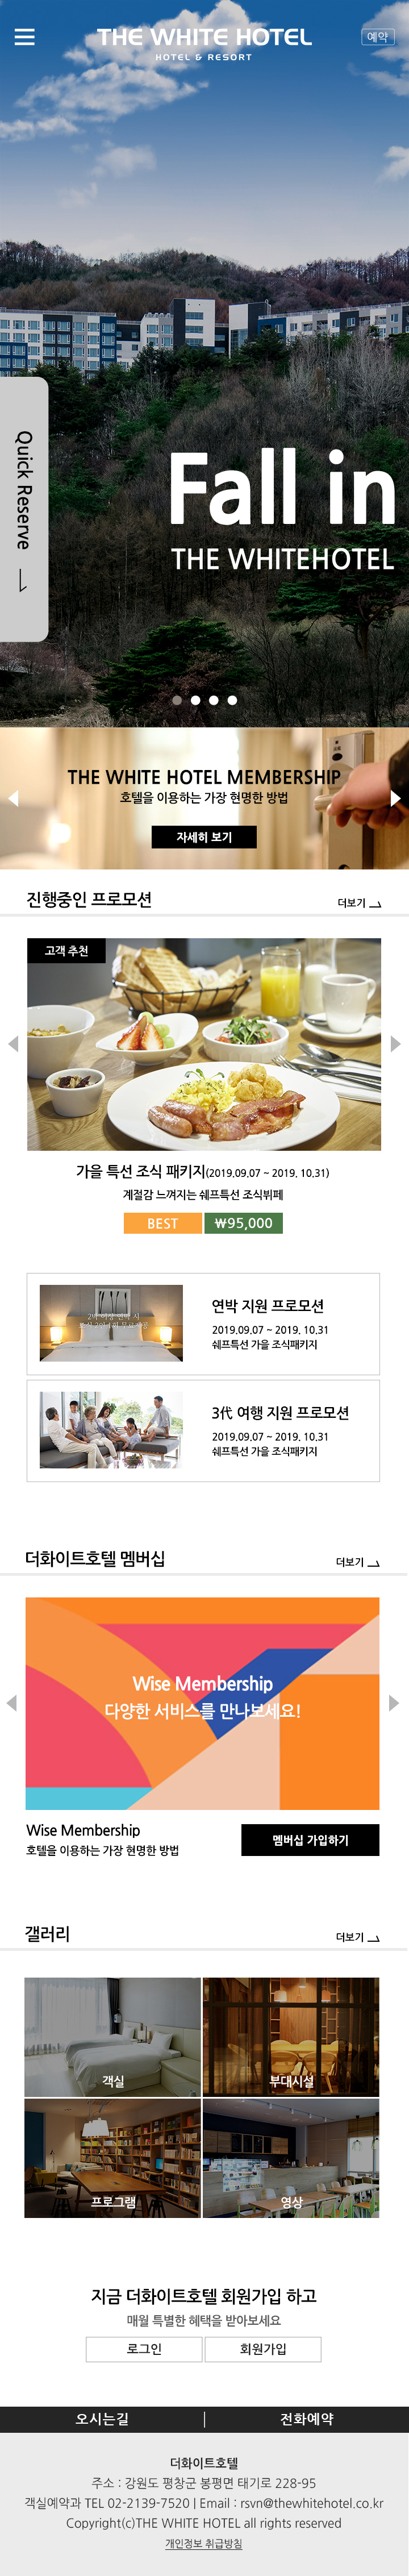 THE WHITE HOTEL
예약
HOTEL & RESORT
Quick Reserve
Fall in
THE WHITEHOTEL
THE WHITE HOTEL MEMBERSHIP
호텔을 이용하는 가장 현명한 방법
자세히 보기
진행중인 프로모션
더보기
고객 추천
가을 특선 조식 패키지(2019.09.07 ~ 2019. 10.31)
계절감 느껴지는 쉐프특선 조식뷔페
BEST
₩95,000
연박 지원 프로모션
2019.09.07 ~ 2019. 10.31
쉐프특선 가을 조식패키지
3代 여행 지원 프로모션
2019.09.07 ~ 2019. 10.31
쉐프특선 가을 조식패키지
더화이트호텔 멤버십
더보기
Wise Membership
다양한 서비스를 만나보세요!
Wise Membership
호텔을 이용하는 가장 현명한 방법
멤버십 가입하기
갤러리
더보기
객실
부대시설
프로그램
영상
지금 더화이트호텔 회원가입 하고
매월 특별한 혜택을 받아보세요
로그인
회원가입
오시는길
전화예약
더화이트호텔
주소 : 강원도 평창군 봉평면 태기로 228-95
객실예약과 TEL 02-2139-7520 | Email : rsvn@thewhitehotel.co.kr
Copyright(c)THE WHITE HOTEL all rights reserved
개인정보 취급방침